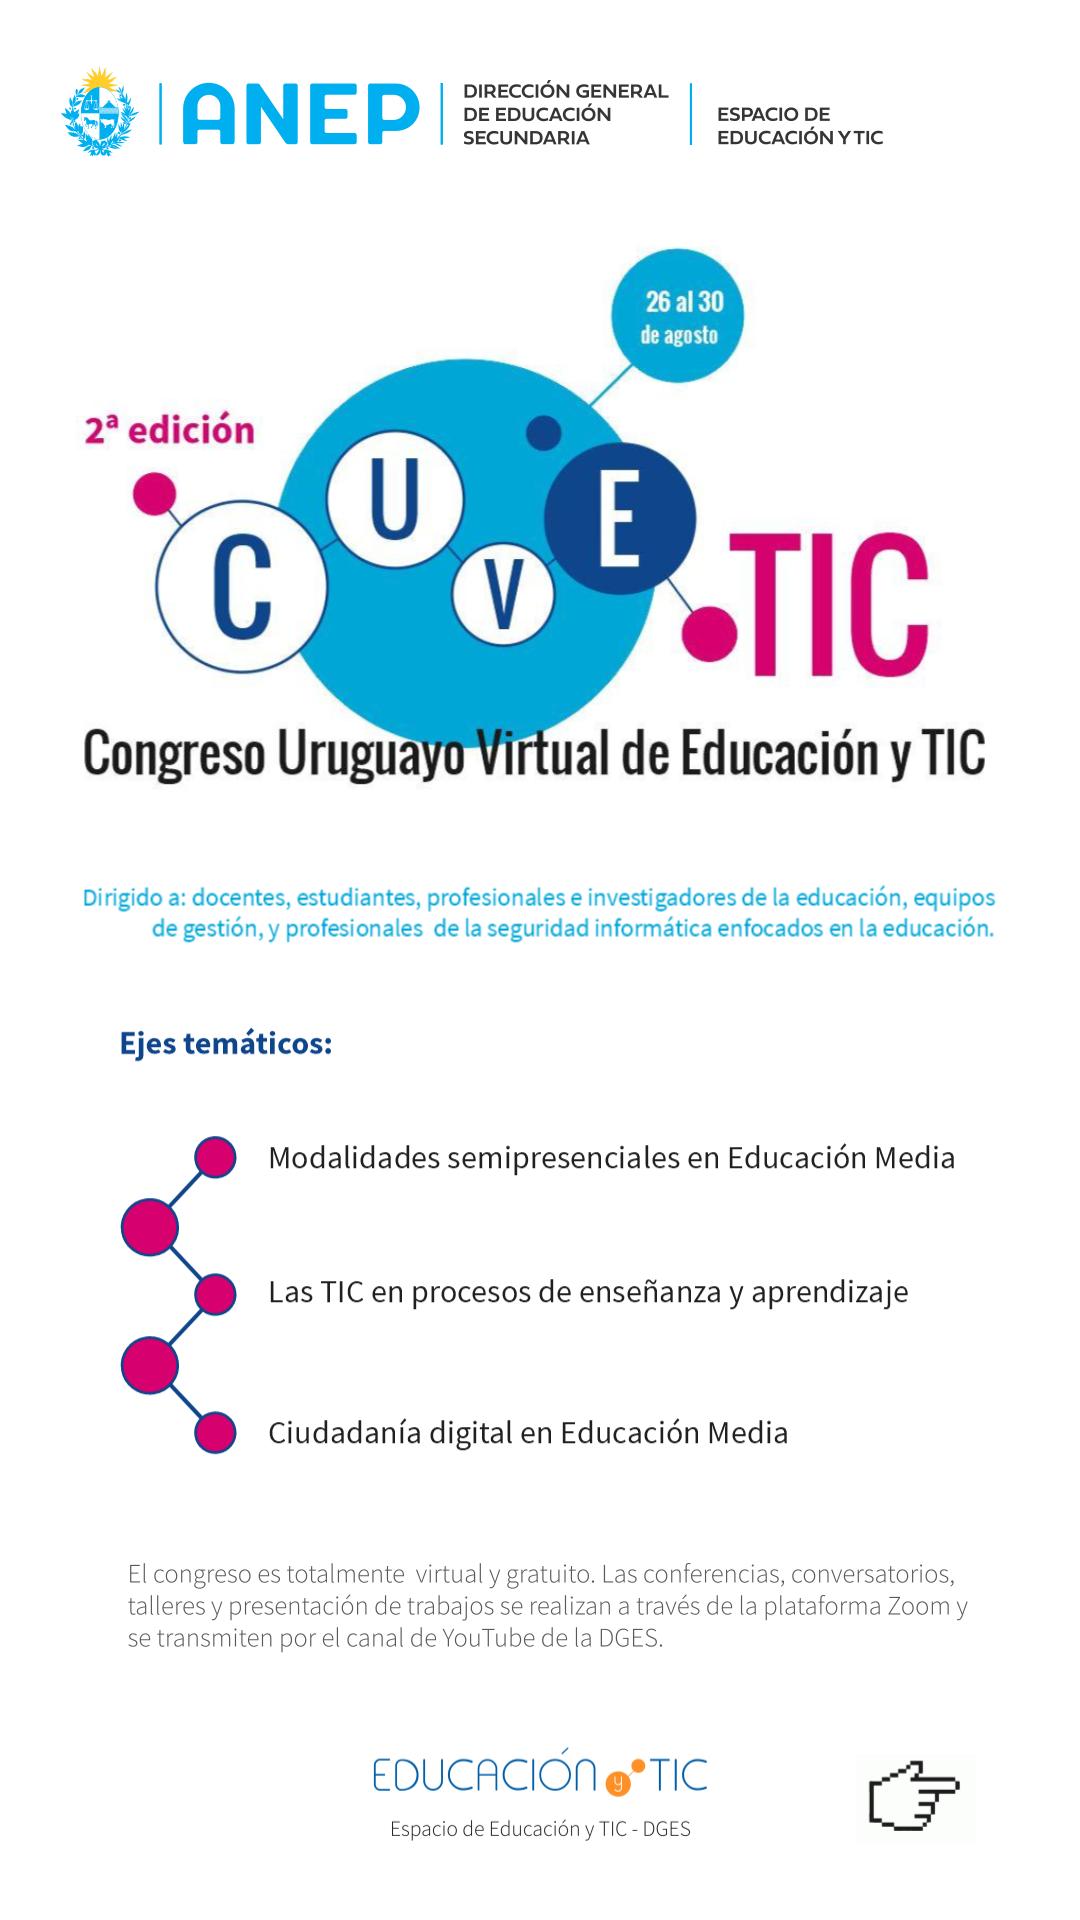 ANEP
DIRECCIÓN GENERAL
DE EDUCACIÓN
SECUNDARIA
ESPACIO DE
EDUCACIÓN Y TIC
26 al 30
de agosto
2ª edición
C U V E TIC
Congreso Uruguayo Virtual de Educación y TIC
Dirigido a: docentes, estudiantes, profesionales e investigadores de la educación, equipos
de gestión, y profesionales de la seguridad informática enfocados en la educación.
Ejes temáticos:
Modalidades semipresenciales en Educación Media
Las TIC en procesos de enseñanza y aprendizaje
Ciudadanía digital en Educación Media
El congreso es totalmente virtual y gratuito. Las conferencias, conversatorios,
talleres y presentación de trabajos se realizan a través de la plataforma Zoom y
se transmiten por el canal de YouTube de la DGES.
EDUCACIÓN y TIC
Espacio de Educación y TIC - DGES